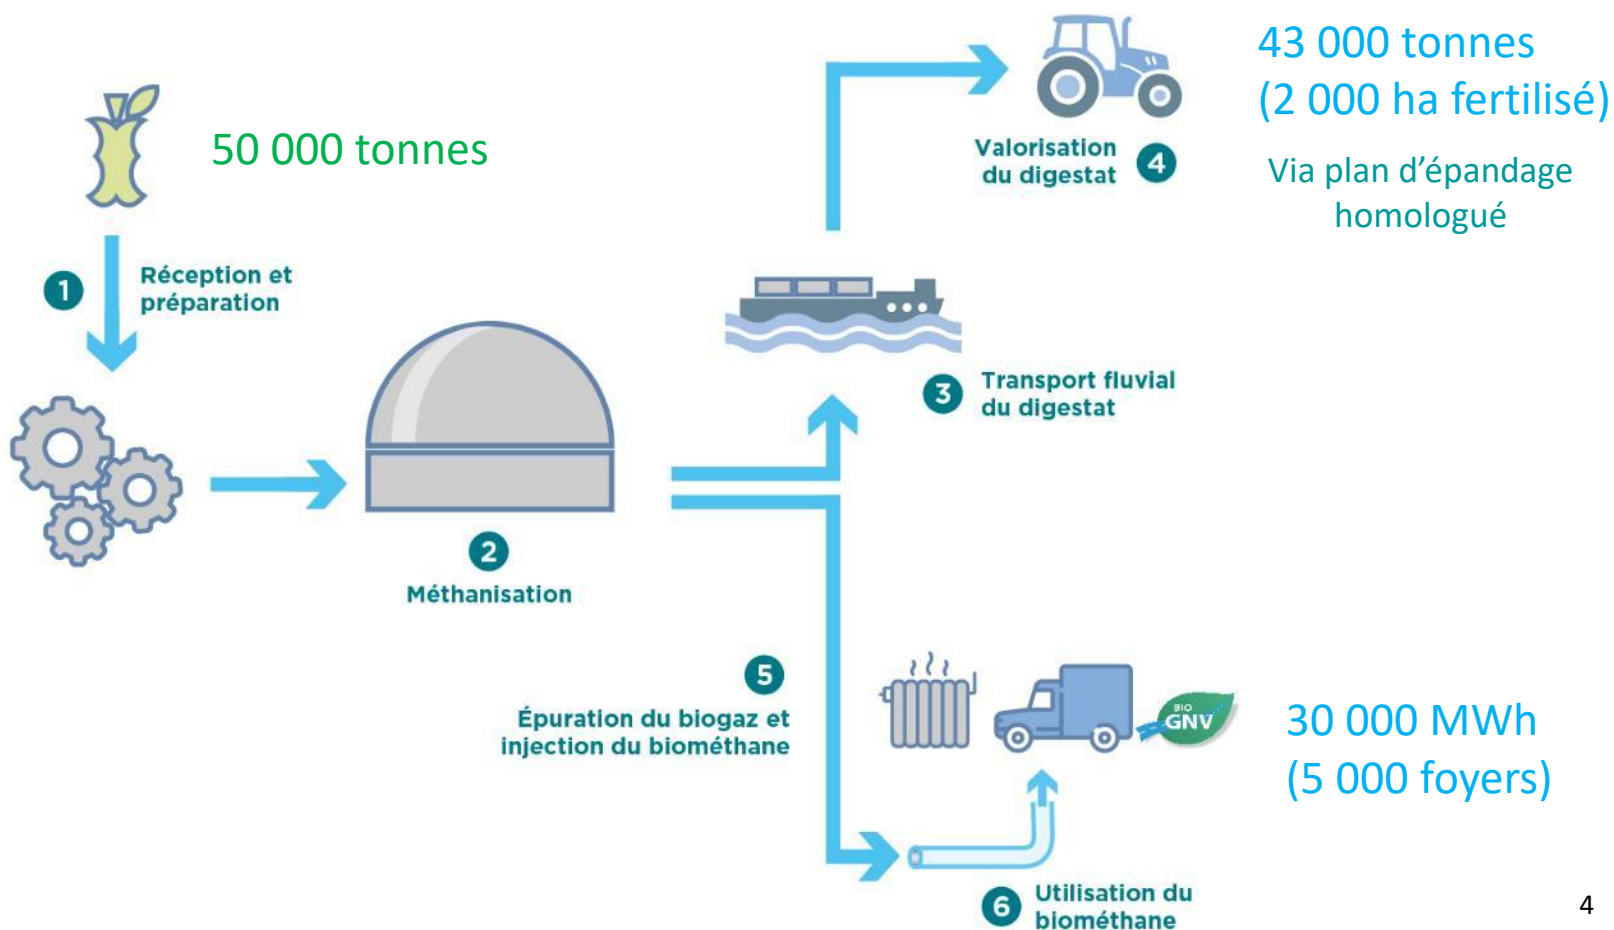 50 000 tonnes
1
Réception et
préparation
2
Méthanisation
3
Transport fluvial
du digestat
Valorisation
du digestat
4
43 000 tonnes
(2 000 ha fertilisé)
Via plan d’épandage
homologué
5
Épuration du biogaz et
injection du biométhane
BIO
GNV
6
Utilisation du
biométhane
30 000 MWh
(5 000 foyers)
4